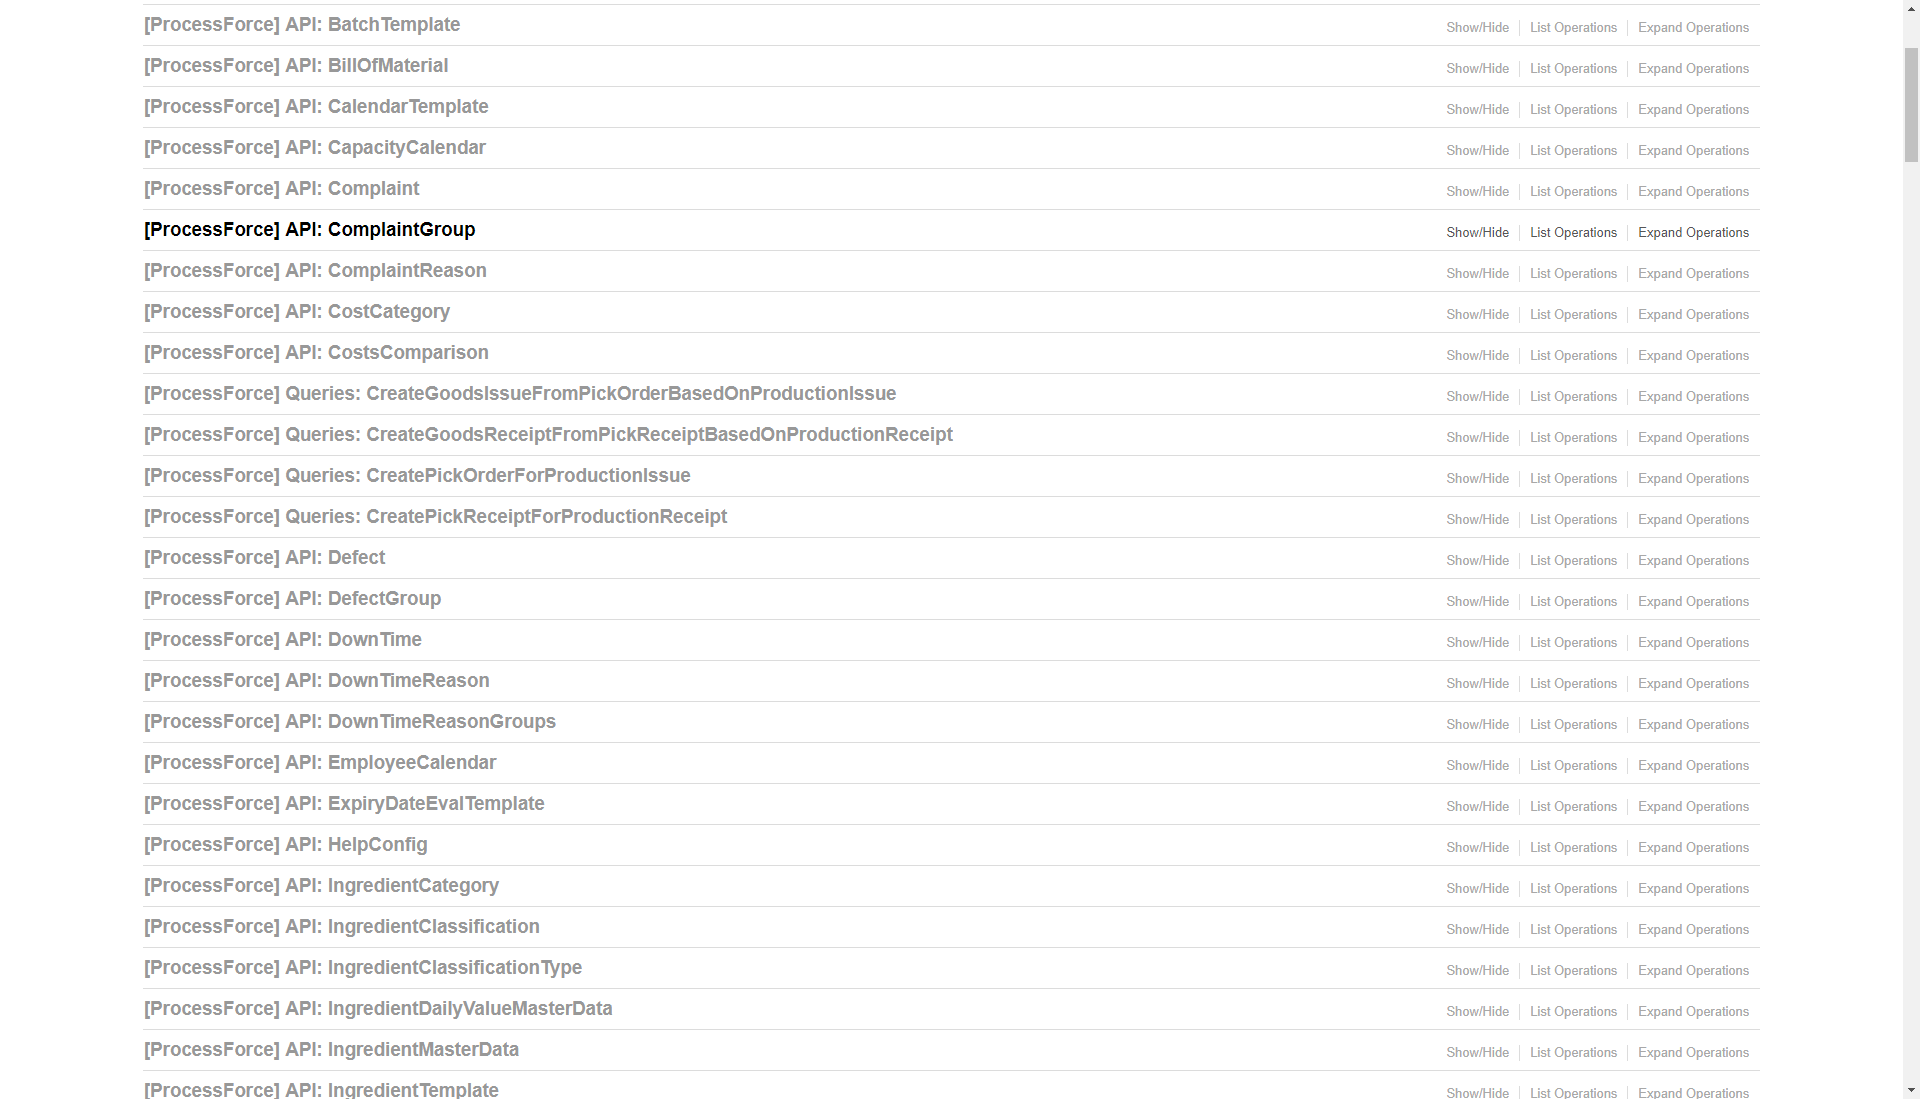 [ProcessForce] API: BatchTemplate Show/Hide List Operations Expand Operations
[ProcessForce] API: BillOfMaterial Show/Hide List Operations Expand Operations
[ProcessForce] API: CalendarTemplate Show/Hide List Operations Expand Operations
[ProcessForce] API: CapacityCalendar Show/Hide List Operations Expand Operations
[ProcessForce] API: Complaint Show/Hide List Operations Expand Operations
[ProcessForce] API: ComplaintGroup Show/Hide List Operations Expand Operations
[ProcessForce] API: ComplaintReason Show/Hide List Operations Expand Operations
[ProcessForce] API: CostCategory Show/Hide List Operations Expand Operations
[ProcessForce] API: CostsComparison Show/Hide List Operations Expand Operations
[ProcessForce] Queries: CreateGoodsIssueFromPickOrderBasedOnProductionIssue Show/Hide List Operations Expand Operations
[ProcessForce] Queries: CreateGoodsReceiptFromPickReceiptBasedOnProductionReceipt Show/Hide List Operations Expand Operations
[ProcessForce] Queries: CreatePickOrderForProductionIssue Show/Hide List Operations Expand Operations
[ProcessForce] Queries: CreatePickReceiptForProductionReceipt Show/Hide List Operations Expand Operations
[ProcessForce] API: Defect Show/Hide List Operations Expand Operations
[ProcessForce] API: DefectGroup Show/Hide List Operations Expand Operations
[ProcessForce] API: DownTime Show/Hide List Operations Expand Operations
[ProcessForce] API: DownTimeReason Show/Hide List Operations Expand Operations
[ProcessForce] API: DownTimeReasonGroups Show/Hide List Operations Expand Operations
[ProcessForce] API: EmployeeCalendar Show/Hide List Operations Expand Operations
[ProcessForce] API: ExpiryDateEvalTemplate Show/Hide List Operations Expand Operations
[ProcessForce] API: HelpConfig Show/Hide List Operations Expand Operations
[ProcessForce] API: IngredientCategory Show/Hide List Operations Expand Operations
[ProcessForce] API: IngredientClassification Show/Hide List Operations Expand Operations
[ProcessForce] API: IngredientClassificationType Show/Hide List Operations Expand Operations
[ProcessForce] API: IngredientDailyValueMasterData Show/Hide List Operations Expand Operations
[ProcessForce] API: IngredientMasterData Show/Hide List Operations Expand Operations
[ProcessForce] API: IngredientTemplate Show/Hide List Operations Expand Operations